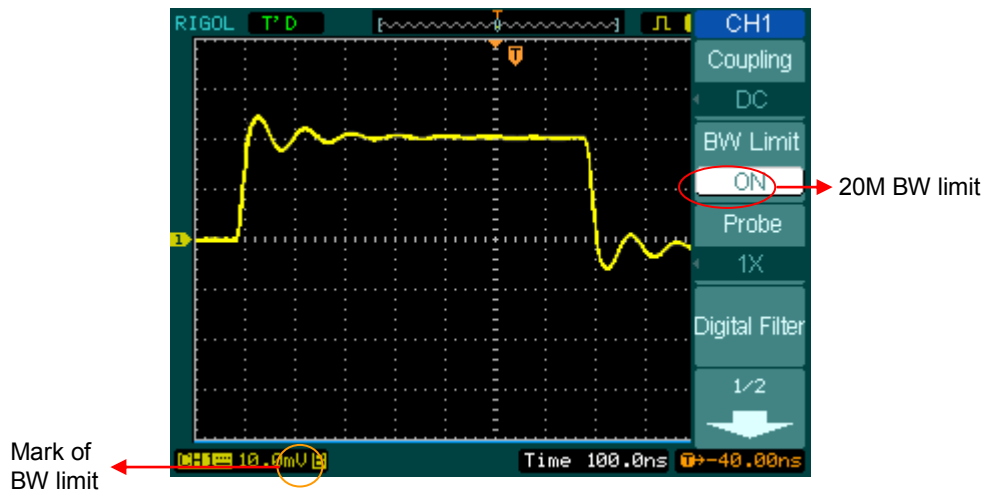 RIGOL T'D T CH1
T
Coupling
DC
BW Limit
ON
20M BW limit
Probe
1
1X
Digital Filter
1/2
Mark of
BW limit
CH1 10.0mV B Time 100.0ns T→-40.00ns